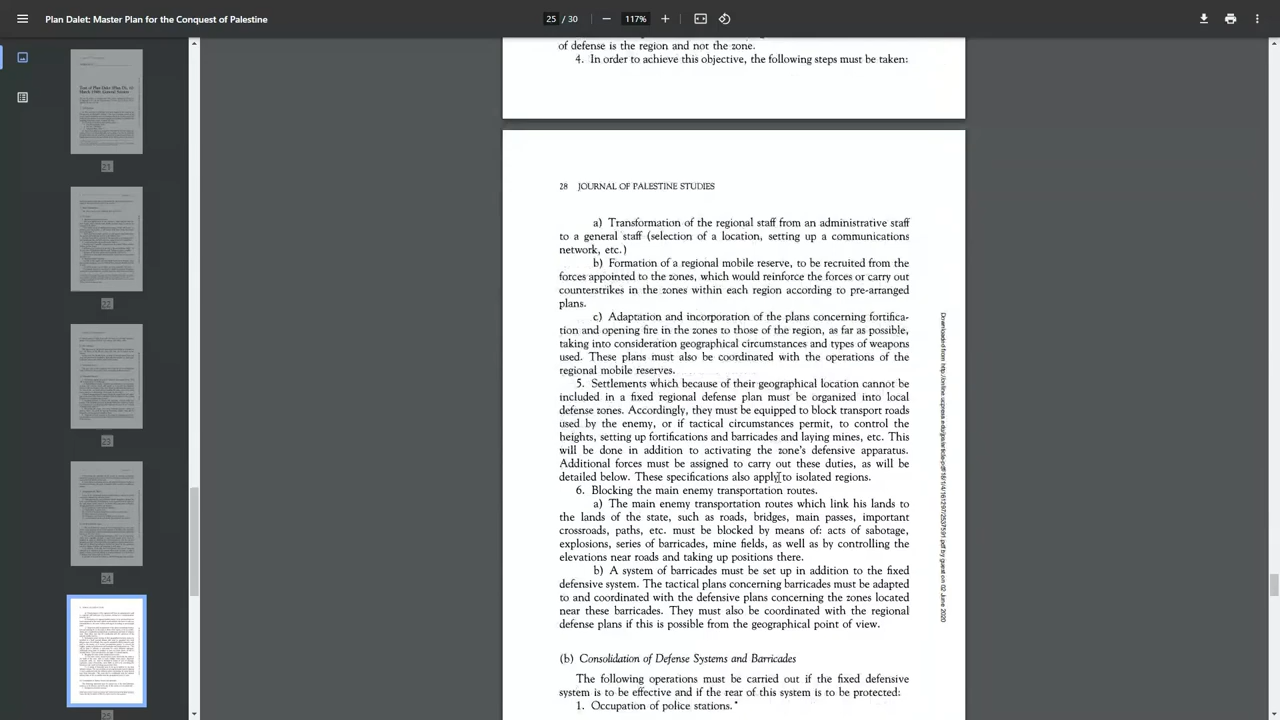 Plan Dalet: Master Plan for the Conquest of Palestine
25 / 30
117%
21
22
23
24
of defense is the region and not the zone.
4. In order to achieve this objective, the following steps must be taken:
28 JOURNAL OF PALESTINE STUDIES
a) Transformation of the regional staff from an administrative staff
to a general staff (selection of a location, setting up a communications
network, etc.)
b) Formation of a regional mobile reserve, to be recruited from the
forces appointed to the zones, which would reinforce the forces or carry out
counterstrikes in the zones within each region according to pre-arranged
plans.
c) Adaptation and incorporation of the plans concerning fortifica-
tion and opening fire in the zones to those of the region, as far as possible,
taking into consideration geographical circumstances and types of weapons
used. These plans must also be coordinated with the operations of the
regional mobile reserves.
5. Settlements which because of their geographical location cannot be
included in a fixed regional defense plan must be organized into local
defense zones. Accordingly, they must be equipped to block transport roads
used by the enemy, or if tactical circumstances permit, to control the
heights, setting up fortifications and barricades and laying mines, etc. This
will be done in addition to activating the zone's defensive apparatus.
Additional forces must be assigned to carry out these duties, as will be
detailed below. These specifications also apply to isolated regions.
6. Blocking the main enemy transportation routes.
a) The main enemy transportation routes which link his lands to
the lands of the state, such as roads, bridges, main passes, important
crossroads, paths, etc. must be blocked by means of: acts of sabotage,
explosions, series of barricades, mine fields, as well as by controlling the
elevations near roads and taking up positions there.
b) A system of barricades must be set up in addition to the fixed
defensive system. The tactical plans concerning barricades must be adapted
to and coordinated with the defensive plans concerning the zones located
near these barricades. They must also be coordinated with the regional
defense plans if this is possible from the geographical point of view.
(b) Consolidation of Defense Systems and Barricades
The following operations must be carried out if the fixed defensive
system is to be effective and if the rear of this system is to be protected:
1. Occupation of police stations.*